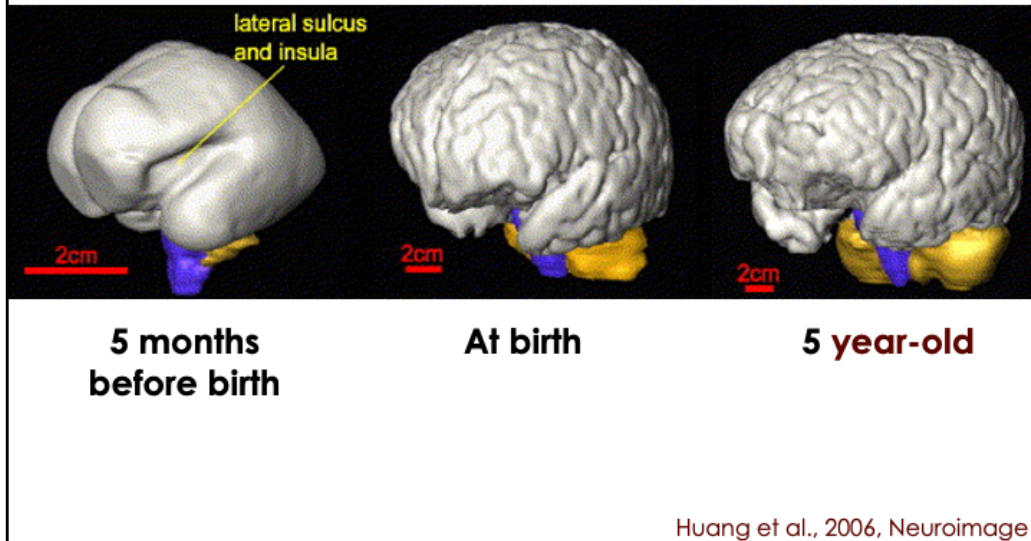 lateral sulcus
and insula
2cm
2cm
2cm
5 months
before birth
At birth
5 year-old
Huang et al., 2006, Neuroimage